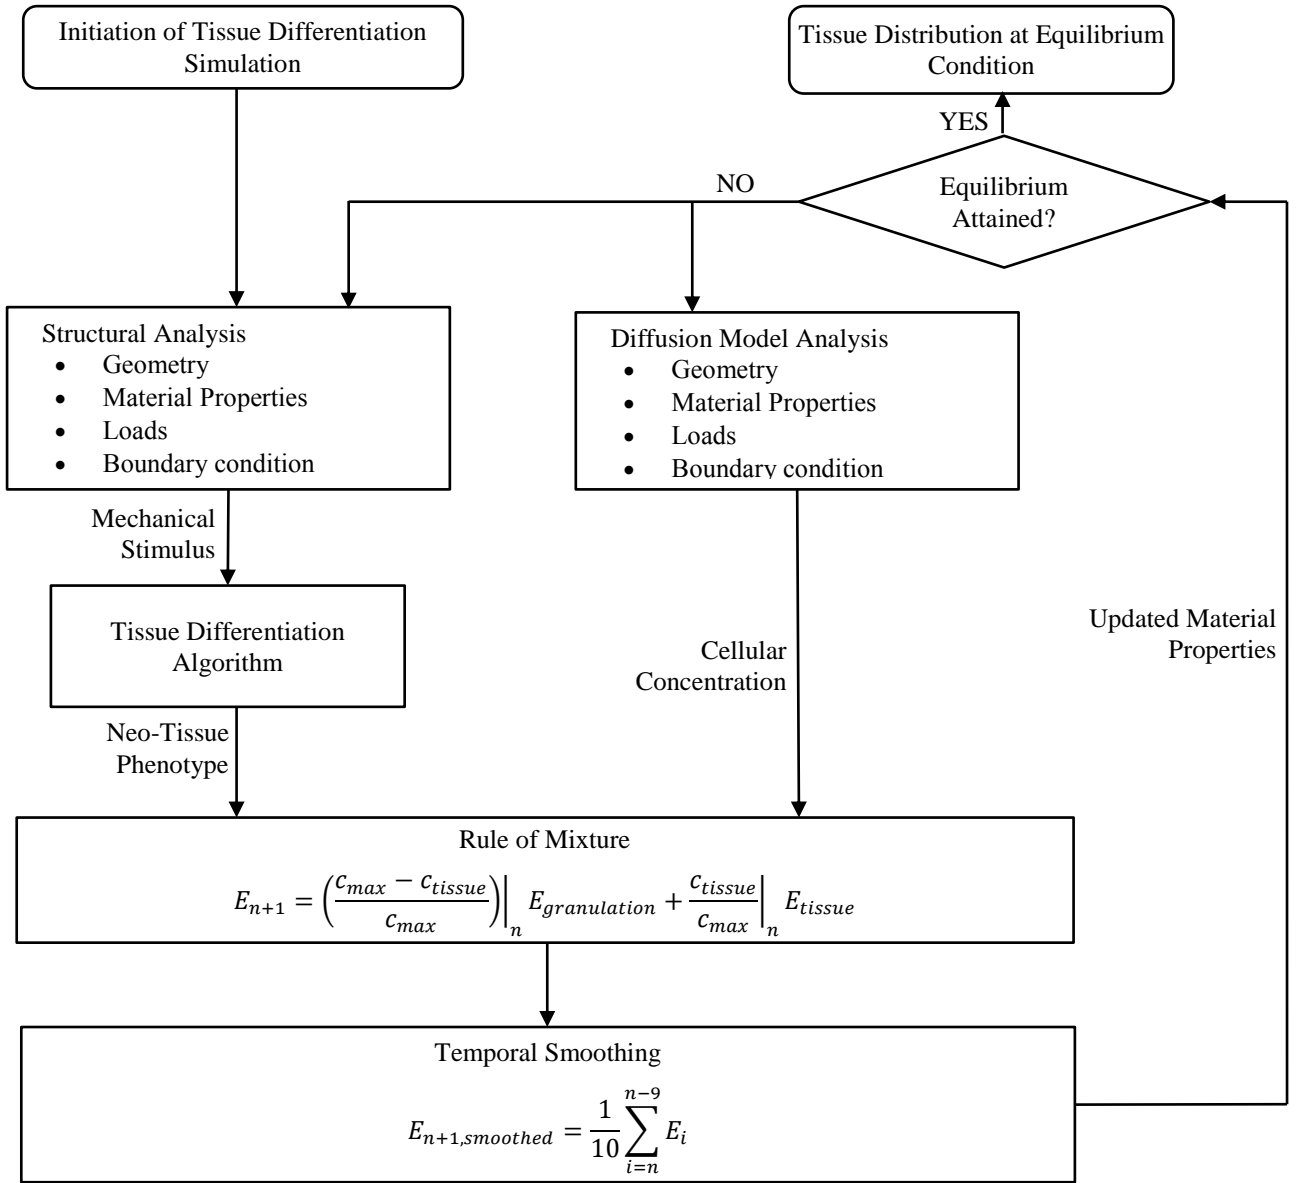 Initiation of Tissue Differentiation
Simulation
Tissue Distribution at Equilibrium
Condition
YES
NO
Equilibrium
Attained?
Structural Analysis
• Geometry
• Material Properties
• Loads
• Boundary condition
Diffusion Model Analysis
• Geometry
• Material Properties
• Loads
• Boundary condition
Mechanical
Stimulus
Tissue Differentiation
Algorithm
Cellular
Concentration
Updated Material
Properties
Neo-Tissue
Phenotype
Rule of Mixture
E_{n+1} = ((c_{max} − c_{tissue})/c_{max})|_n E_{granulation} + c_{tissue}/c_{max}|_n E_{tissue}
Temporal Smoothing
E_{n+1,smoothed} = 1/10 ∑_{i=n}^{n−9} E_i